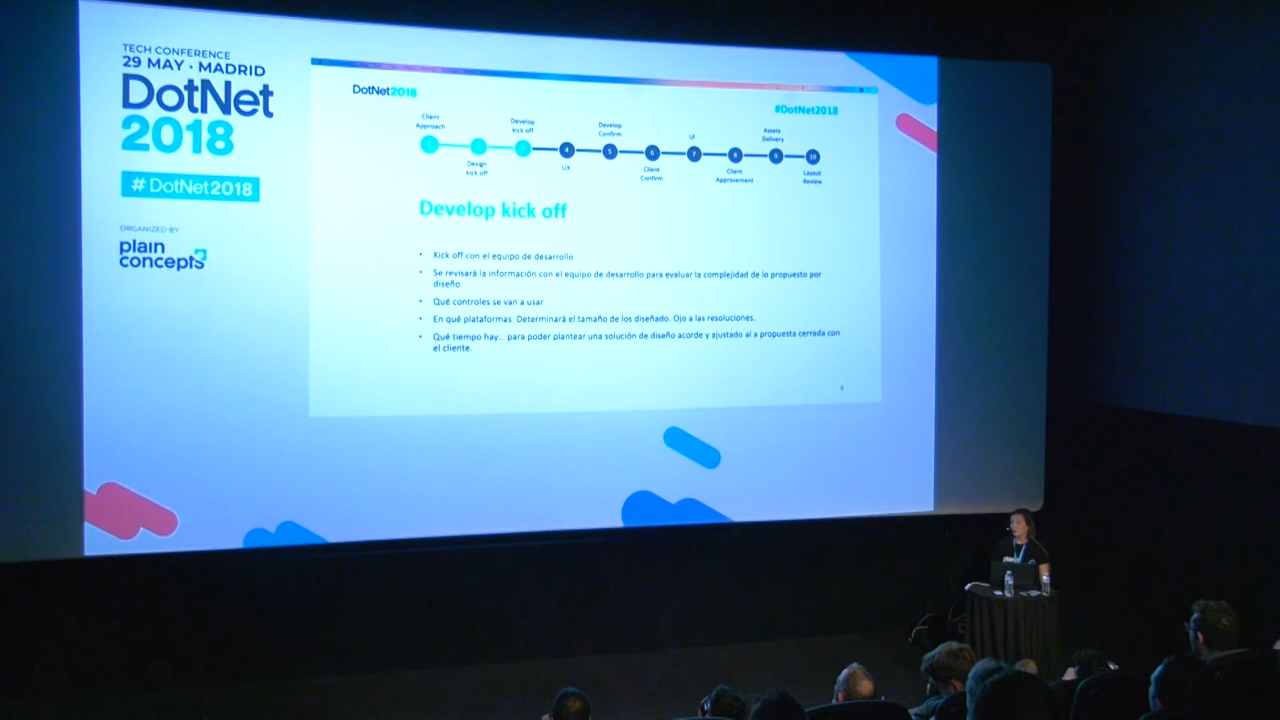 TECH CONFERENCE
29 MAY · MADRID
DotNet
2018
# DotNet2018
ORGANIZED BY
plain
concepts
DotNet2018
#DotNet2018
Client
Approach
Develop
kick off
Develop
Confirm
UI
Assets
Delivery
1
2
3
4
5
6
7
8
9
10
Design
kick off
UX
Client
Confirm
Client
Approvement
Layout
Review
Develop kick off
• Kick off con el equipo de desarrollo
• Se revisará la información con el equipo de desarrollo para evaluar la complejidad de lo propuesto por
diseño.
• Qué controles se van a usar
• En qué plataformas. Determinará el tamaño de los diseñado. Ojo a las resoluciones.
• Qué tiempo hay... para poder plantear una solución de diseño acorde y ajustado al a propuesta cerrada con
el cliente.